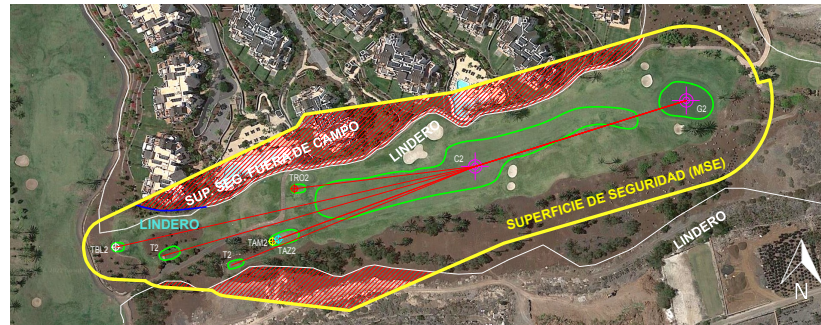 SUP. SEG. FUERA DE CAMPO
LINDERO
G2
C2
TRO2
SUPERFICIE DE SEGURIDAD (MSE)
LINDERO
LINDERO
TBL2
T2
TAM2
TAZ2
T2
N